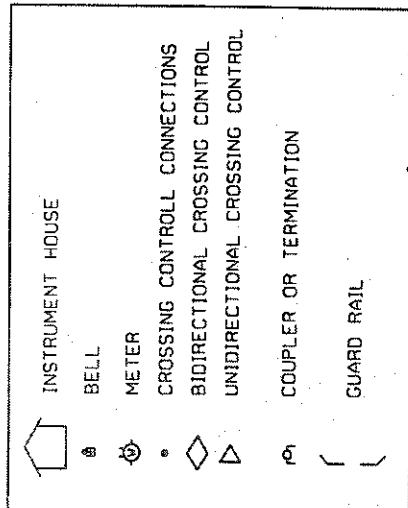 INSTRUMENT HOUSE
BELL
METER
CROSSING CONTROLL CONNECTIONS
BIDIRECTIONAL CROSSING CONTROL
UNIDIRECTIONAL CROSSING CONTROL
COUPLER OR TERMINATION
GUARD RAIL